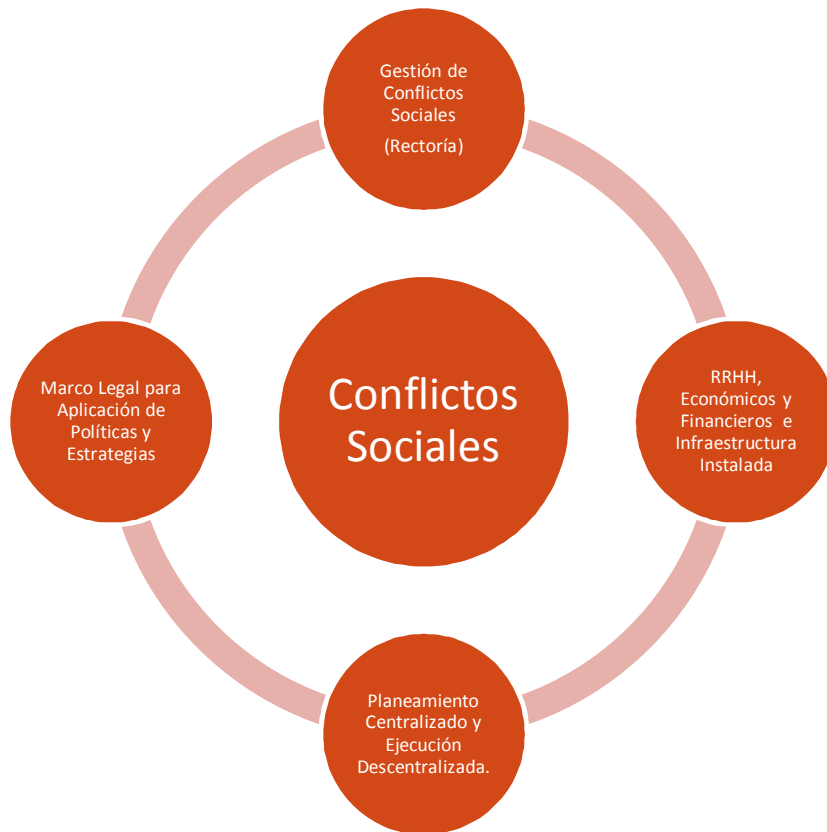 Gestión de
Conflictos
Sociales
(Rectoría)
Marco Legal para
Aplicación de
Políticas y
Estrategias
Conflictos
Sociales
RRHH,
Económicos y
Financieros e
Infraestructura
Instalada
Planeamiento
Centralizado y
Ejecución
Descentralizada.